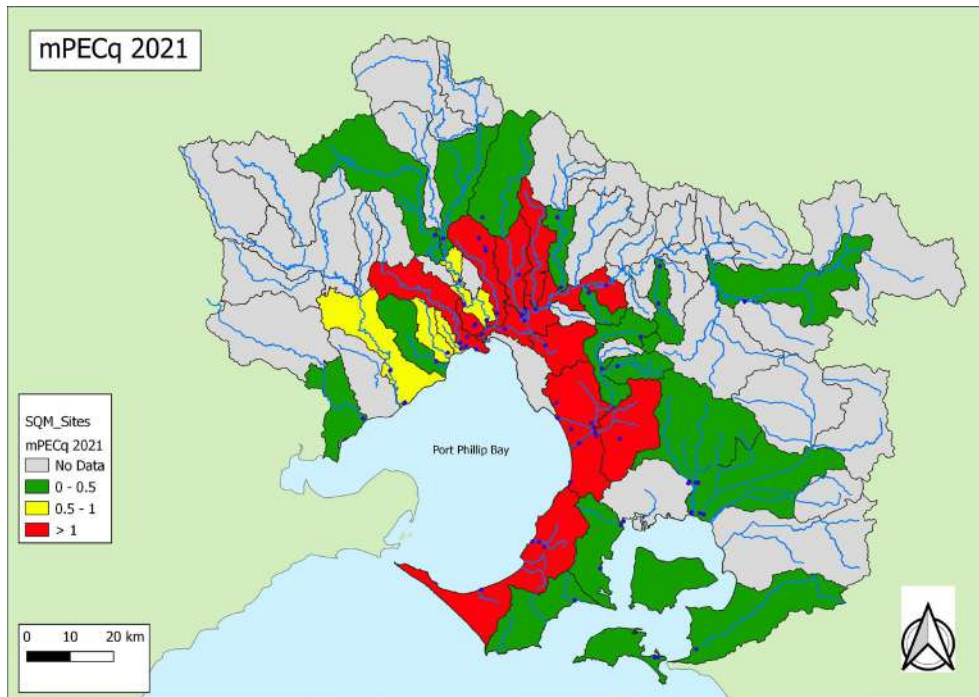 mPECq 2021
Port Phillip Bay
SQM_Sites
mPECq 2021
No Data
0 - 0.5
0.5 - 1
> 1
0 10 20 km